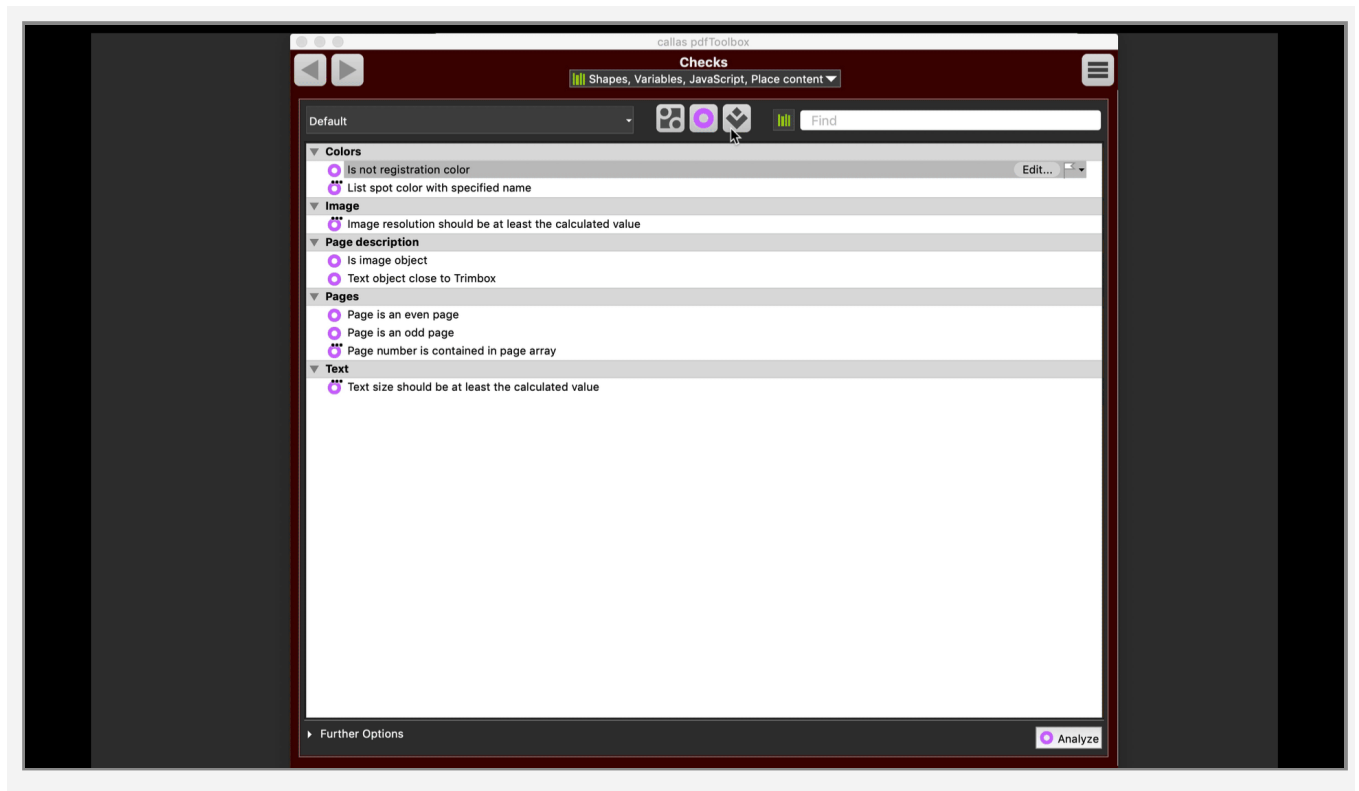 callas pdfToolbox
Checks
Shapes, Variables, JavaScript, Place content
Default
Find
Colors
Is not registration color
Edit...
List spot color with specified name
Image
Image resolution should be at least the calculated value
Page description
Is image object
Text object close to Trimbox
Pages
Page is an even page
Page is an odd page
Page number is contained in page array
Text
Text size should be at least the calculated value
Further Options
Analyze